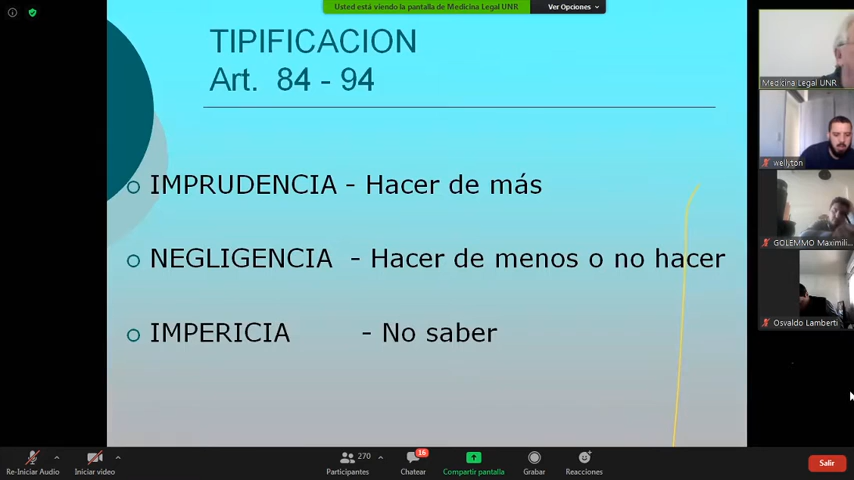 Usted está viendo la pantalla de Medicina Legal UNR
Ver Opciones
TIPIFICACION
Art. 84 - 94
IMPRUDENCIA - Hacer de más
NEGLIGENCIA - Hacer de menos o no hacer
IMPERICIA - No saber
Medicina Legal UNR
wellyton
GOLEMMO Maximili...
Osvaldo Lamberti
Re-Iniciar Audio
Iniciar video
270
Participantes
16
Chatear
Compartir pantalla
Grabar
Reacciones
Salir